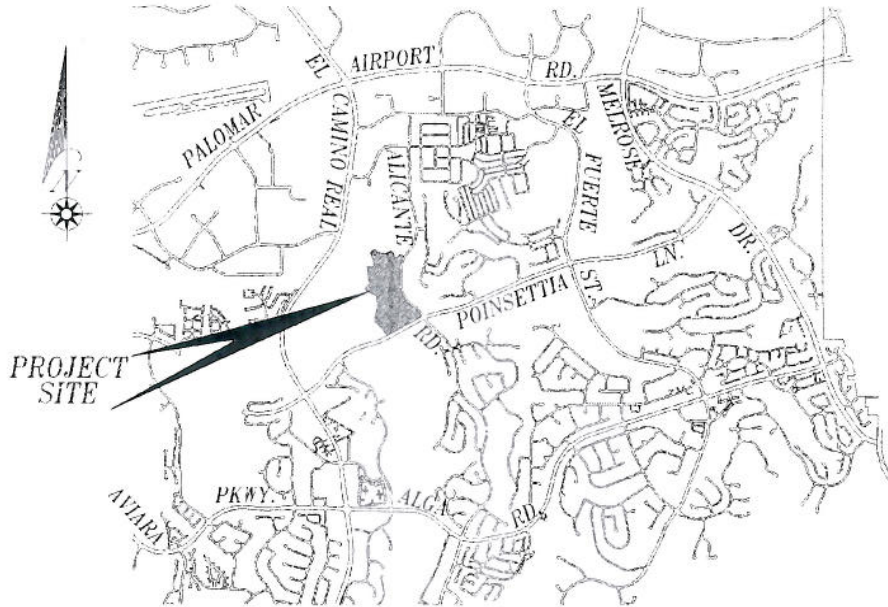 EL CAMINO REAL
PALOMAR AIRPORT RD.
MELROSE DR.
EL FUERTE ST.
ALICANTE RD.
POINSETTIA LN.
PROJECT
SITE
AVIARA PKWY.
ALGA RD.